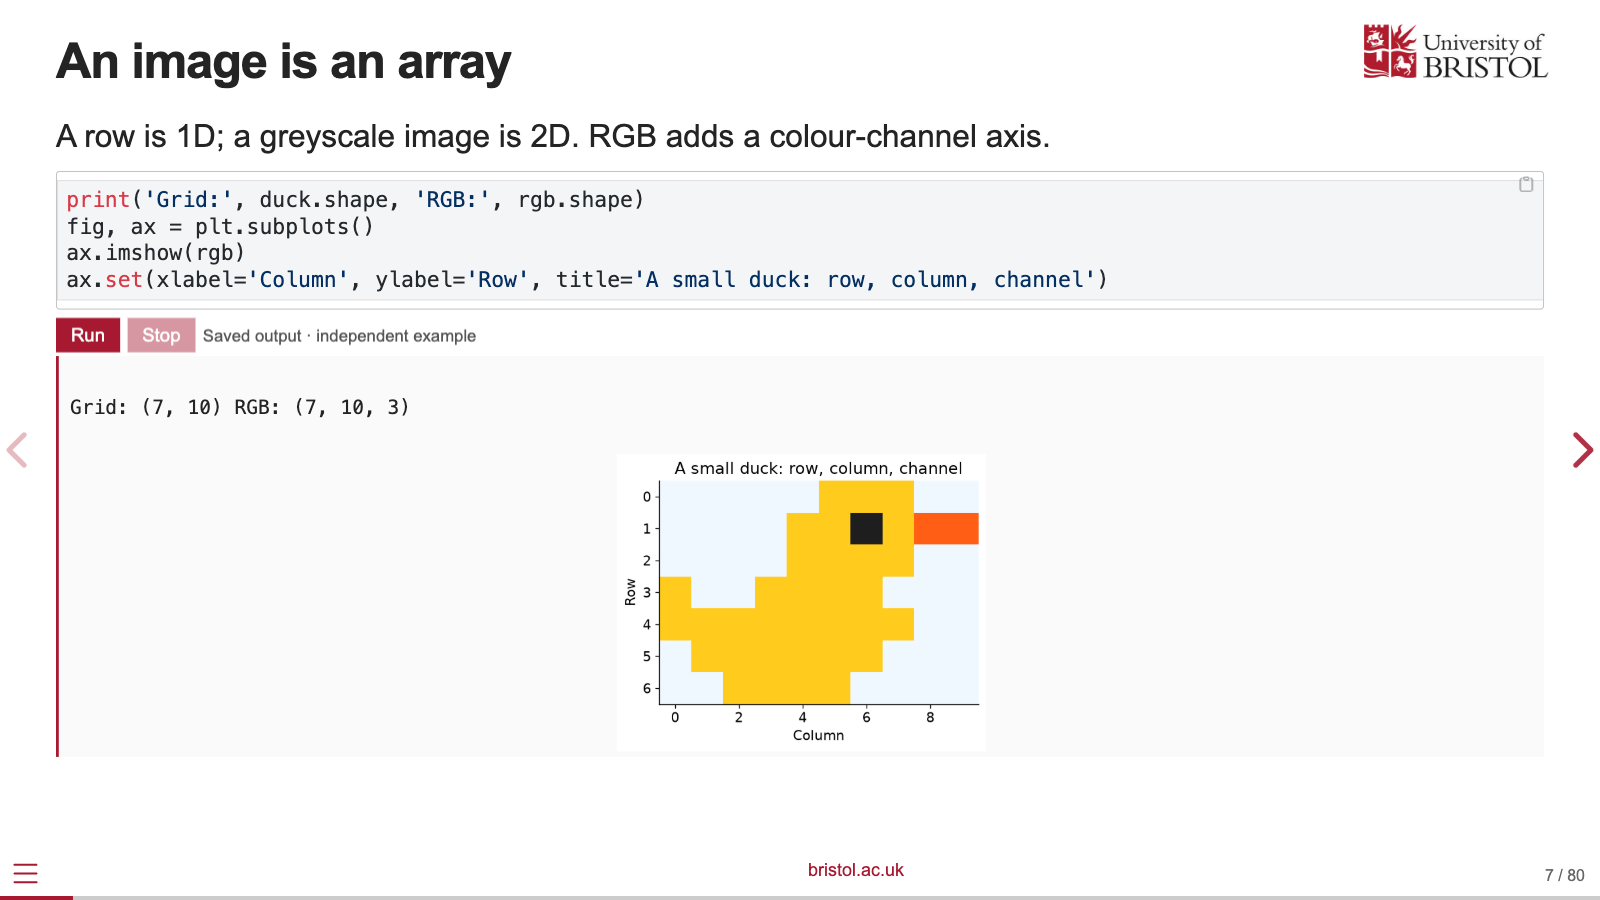 An image is an array
University of
BRISTOL
A row is 1D; a greyscale image is 2D. RGB adds a colour-channel axis.
print('Grid:', duck.shape, 'RGB:', rgb.shape)
fig, ax = plt.subplots()
ax.imshow(rgb)
ax.set(xlabel='Column', ylabel='Row', title='A small duck: row, column, channel')
Run
Stop
Saved output · independent example
Grid: (7, 10) RGB: (7, 10, 3)
A small duck: row, column, channel
0
1
2
3
4
5
6
Row
0 2 4 6 8
Column
bristol.ac.uk
7 / 80